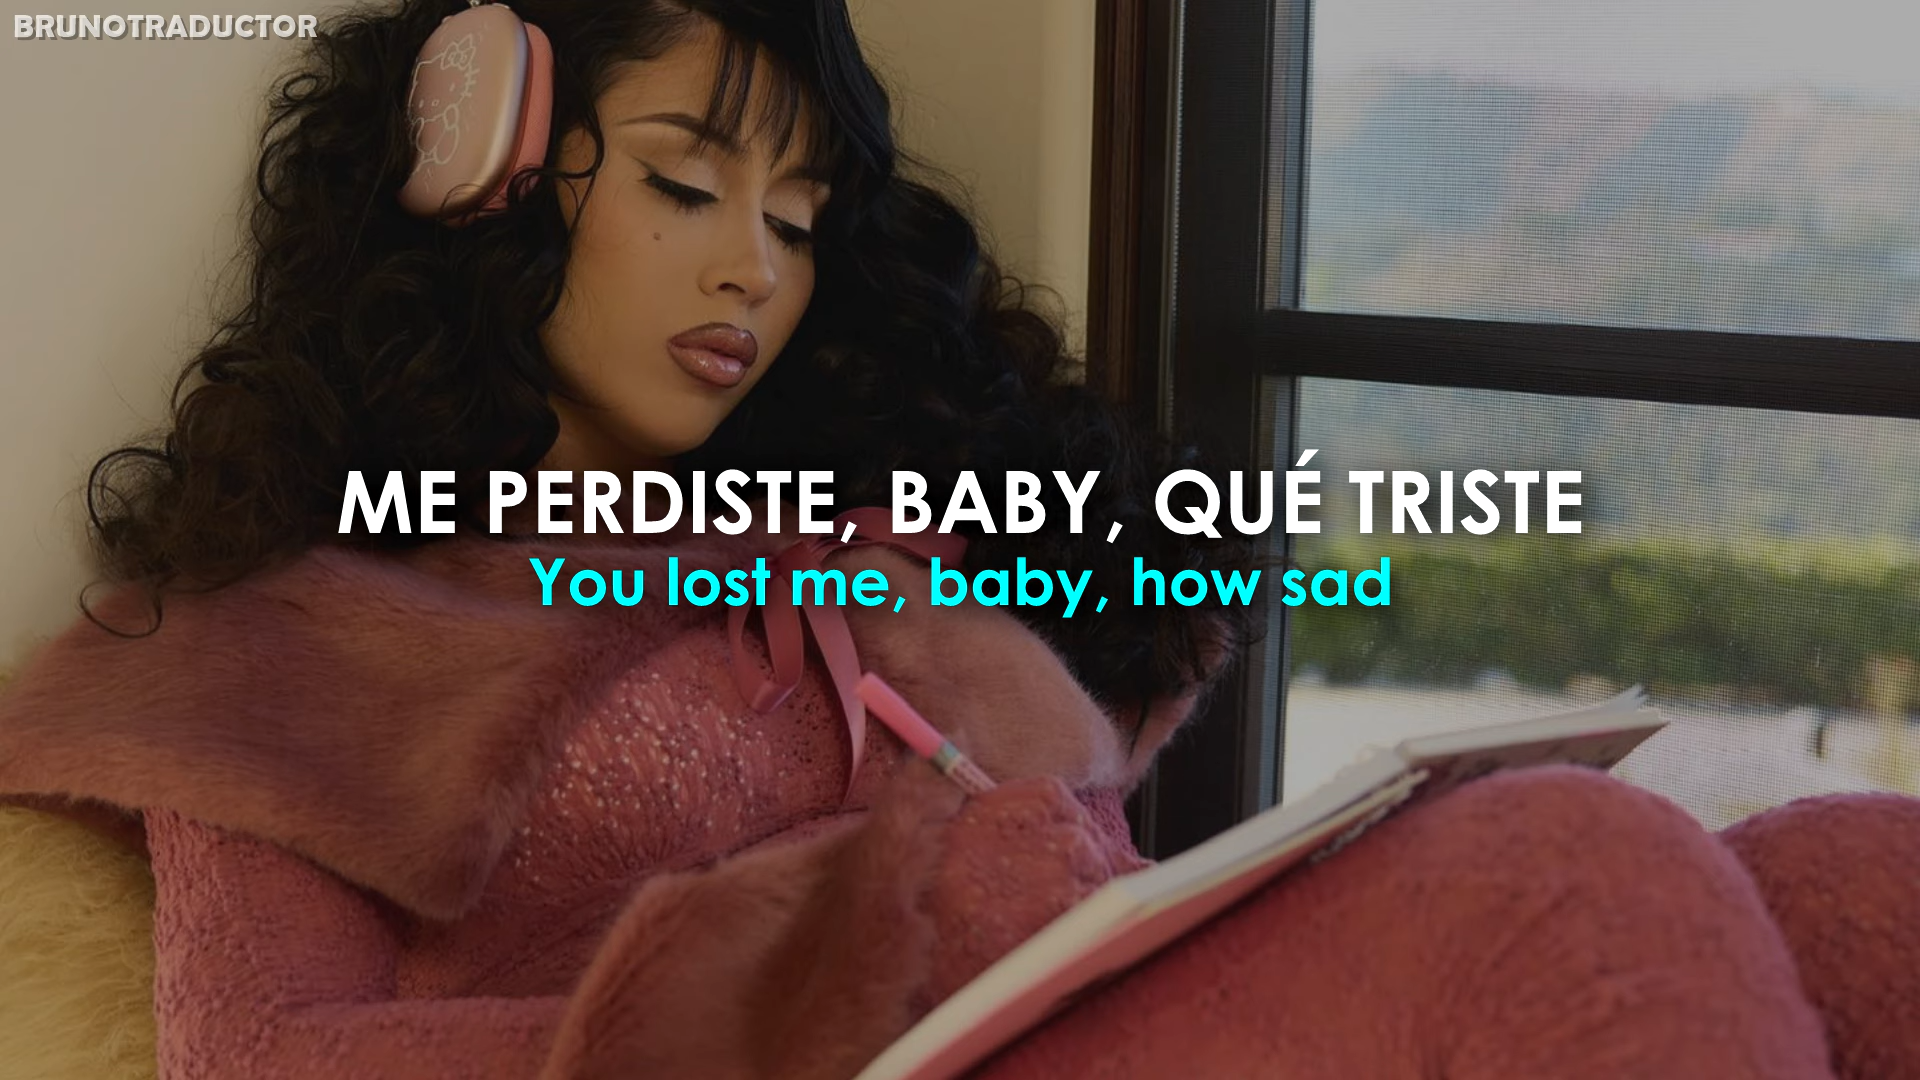 BRUNOTRADUCTOR
ME PERDISTE, BABY, QUÉ TRISTE
You lost me, baby, how sad